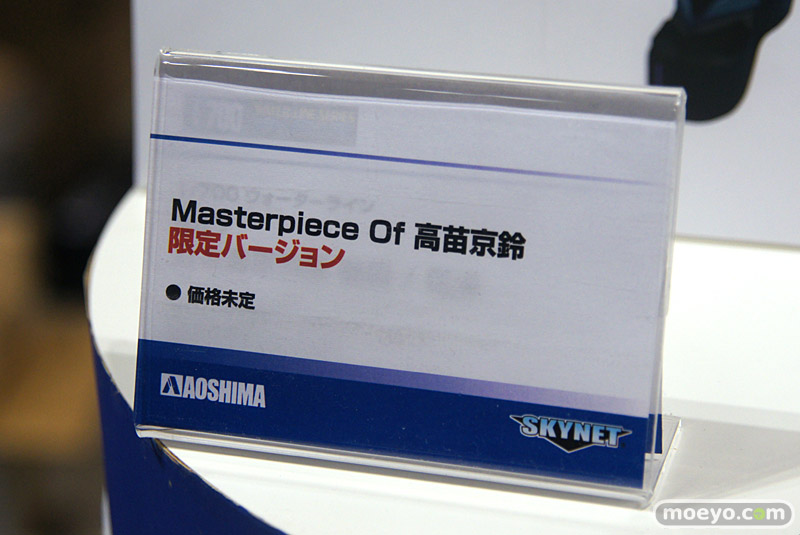 Masterpiece Of 高苗京鈴
限定バージョン
● 価格未定
AOSHIMA
SKYNET
moeyo.com